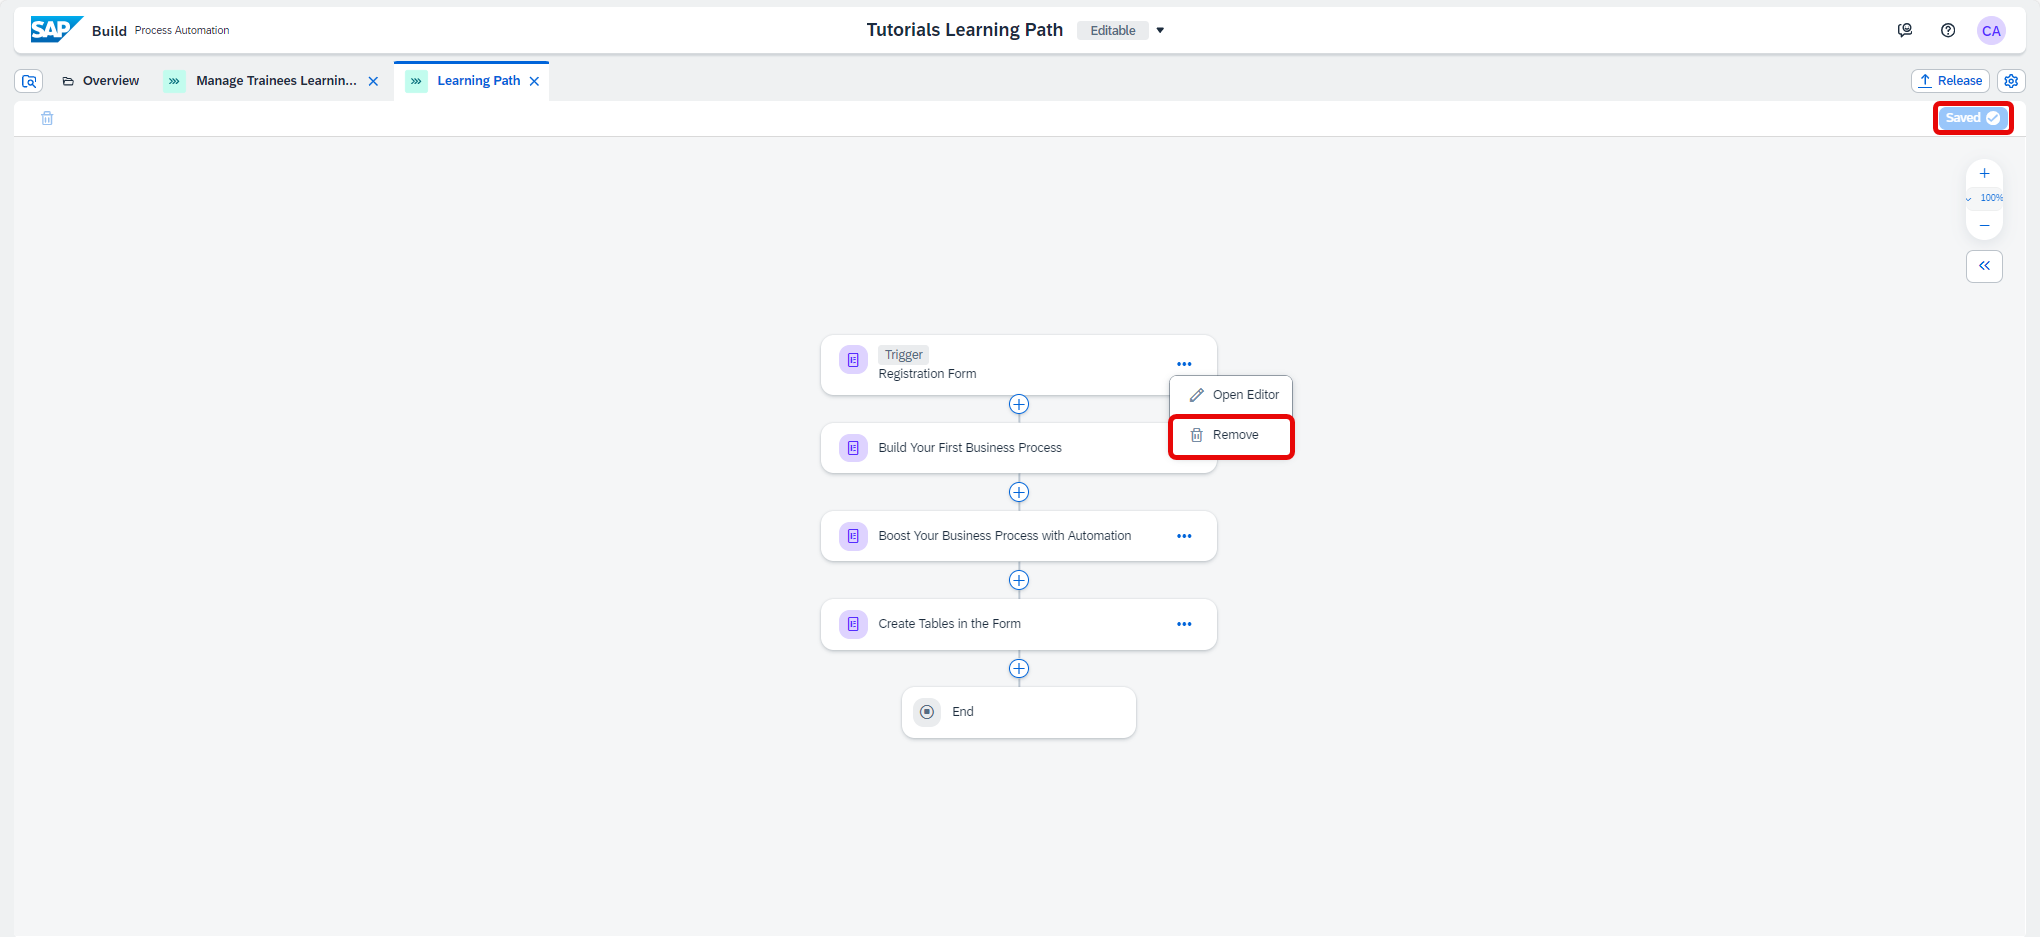 SAP Build Process Automation
Tutorials Learning Path Editable
CA
Overview
Manage Trainees Learnin...
Learning Path
Release
Saved
100%
Trigger
Registration Form
Open Editor
Remove
Build Your First Business Process
Boost Your Business Process with Automation
Create Tables in the Form
End